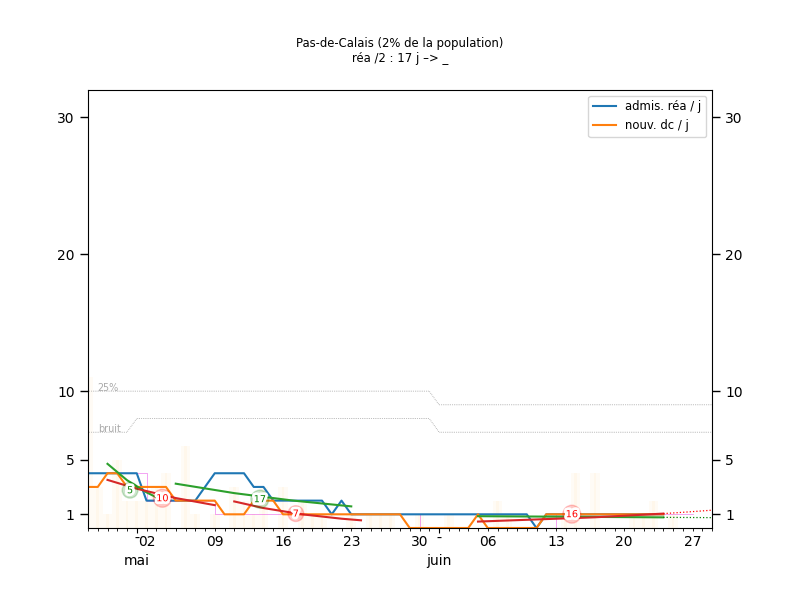 Pas-de-Calais (2% de la population)
réa /2 : 17 j –> _
admis. réa / j
nouv. dc / j
30 30
20 20
10 10
25%
bruit
5 5
5 10 17 7 16
1 1
02 09 16 23 30 06 13 20 27
mai juin